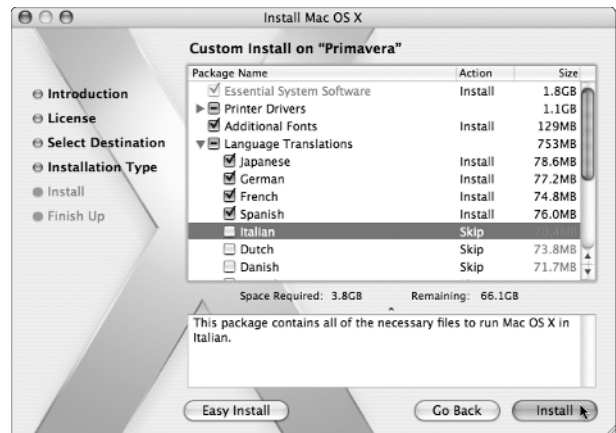 Install Mac OS X
Custom Install on "Primavera"
Introduction
License
Select Destination
Installation Type
Install
Finish Up
Package Name Action Size
Essential System Software Install 1.8GB
Printer Drivers 1.1GB
Additional Fonts Install 129MB
Language Translations 753MB
Japanese Install 78.6MB
German Install 77.2MB
French Install 74.8MB
Spanish Install 76.0MB
Italian Skip 70.4MB
Dutch Skip 73.8MB
Danish Skip 71.7MB
Space Required: 3.8GB Remaining: 66.1GB
This package contains all of the necessary files to run Mac OS X in
Italian.
Easy Install Go Back Install